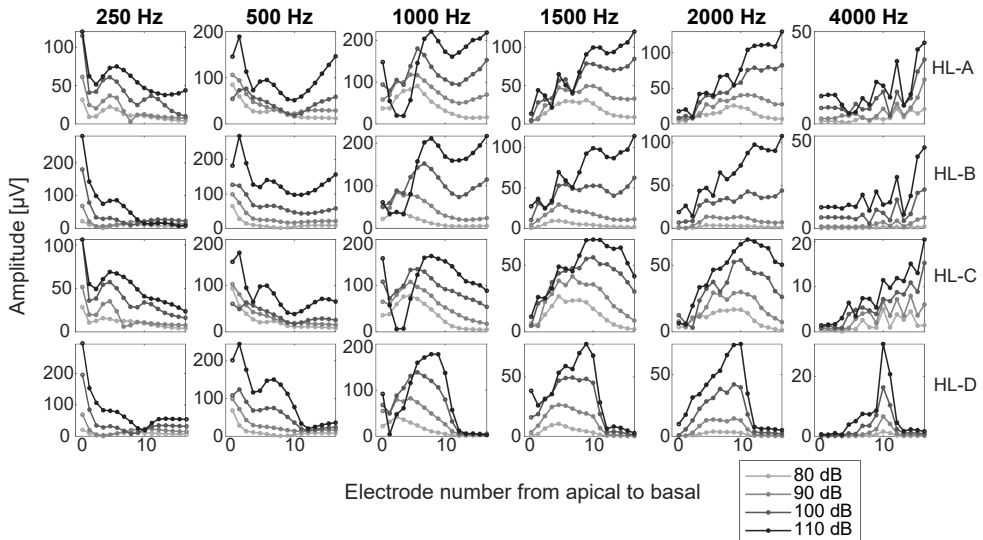 250 Hz 500 Hz 1000 Hz 1500 Hz 2000 Hz 4000 Hz
100 50 0
200 100 0
200 100 0
100 50 0
100 50 0
50 0
HL-A
200 100 0
200 100 0
200 100 0
100 50 0
100 50 0
50 0
HL-B
100 50 0
200 100 0
200 100 0
50 0
50 0
20 10 0
HL-C
200 100 0
200 100 0
200 100 0
50 0
50 0
20 0
HL-D
0 10 0 10 0 10 0 10 0 10 0 10
Amplitude [µV]
Electrode number from apical to basal
80 dB
90 dB
100 dB
110 dB